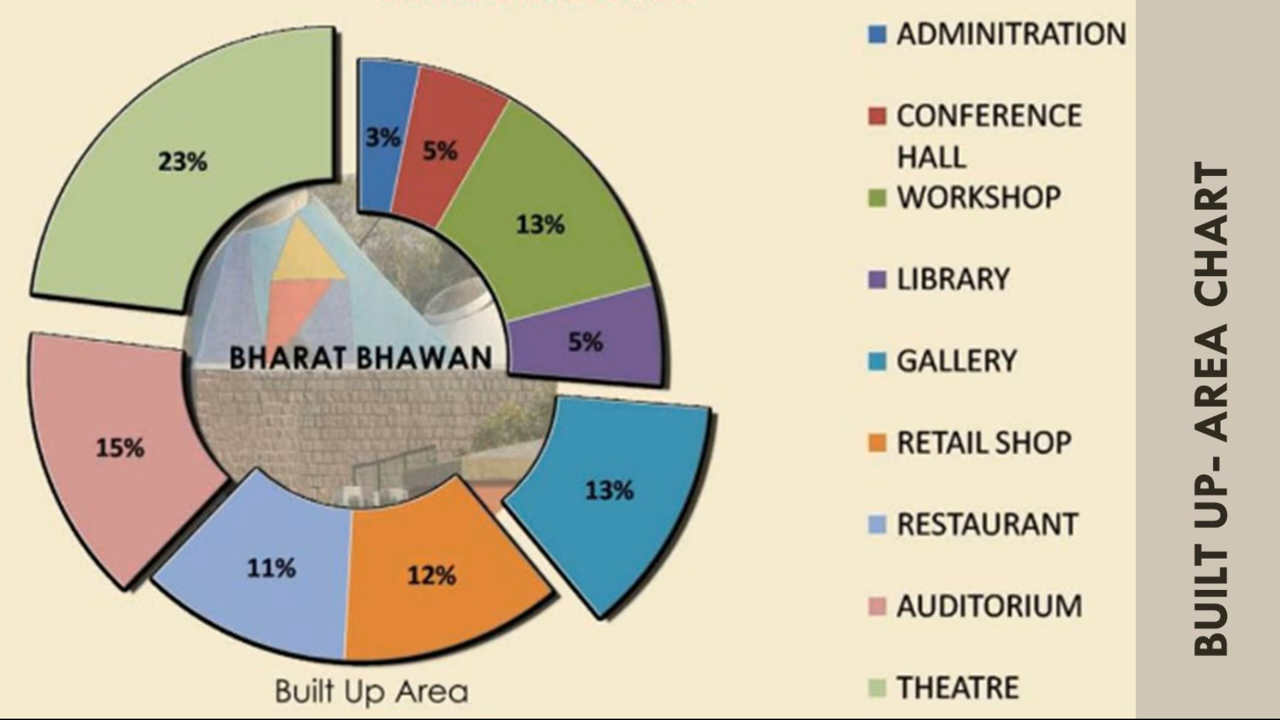 23%
3%
5%
13%
5%
BHARAT BHAWAN
15%
13%
11%
12%
Built Up Area
ADMINITRATION
CONFERENCE
HALL
WORKSHOP
LIBRARY
GALLERY
RETAIL SHOP
RESTAURANT
AUDITORIUM
THEATRE
BUILT UP- AREA CHART